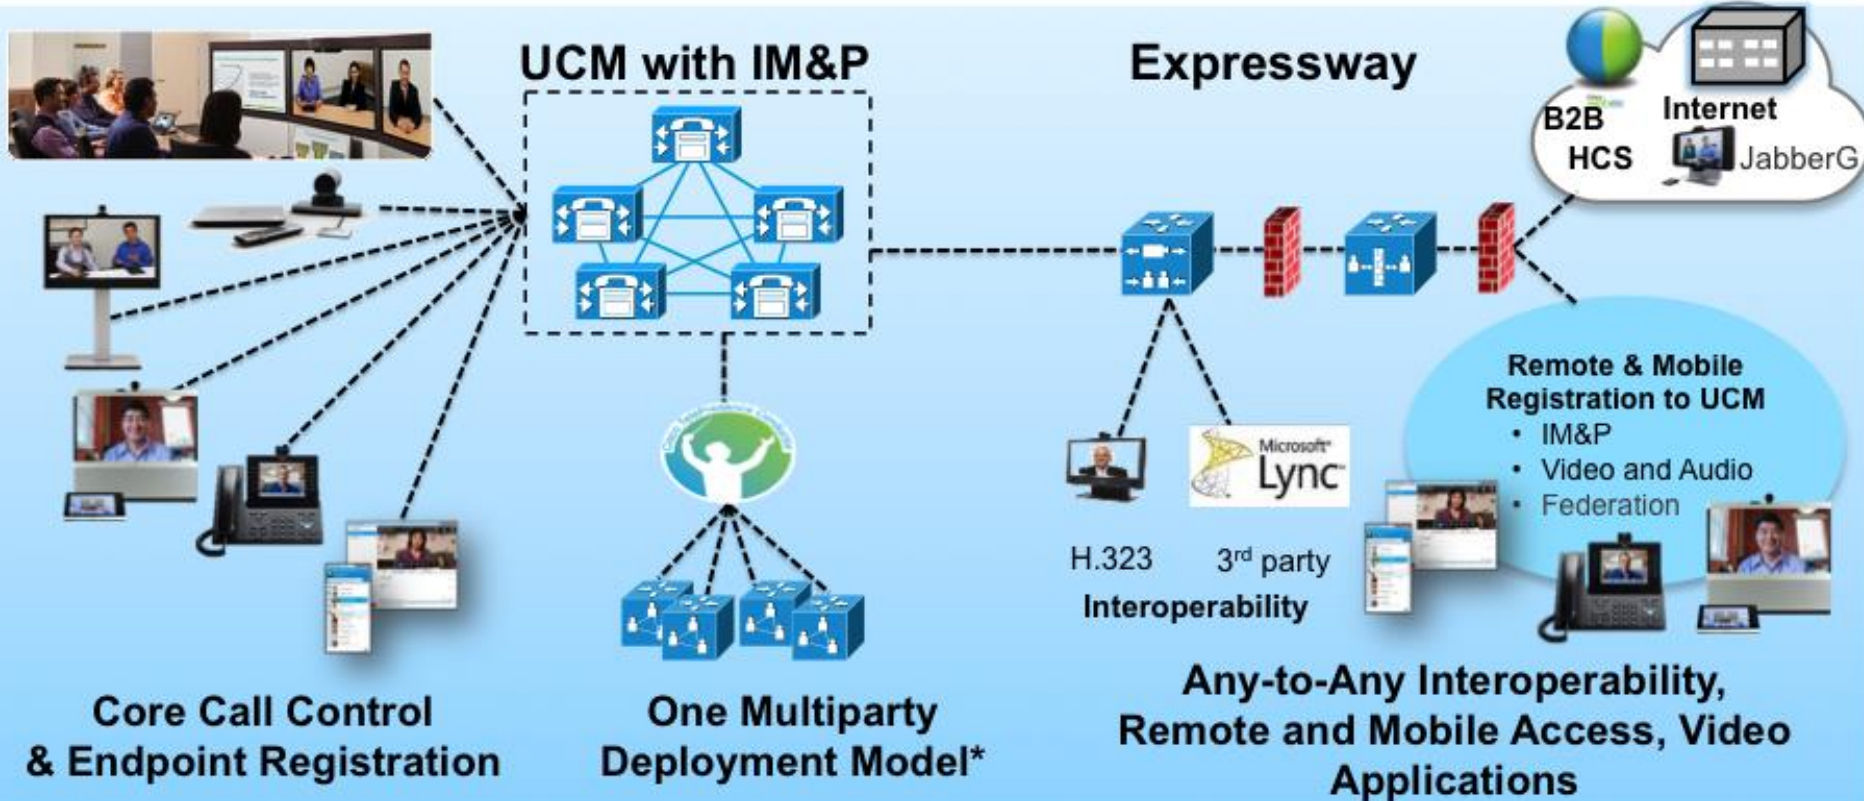 UCM with IM&P
Expressway
B2B
Internet
HCS
JabberG
Remote & Mobile
Registration to UCM
• IM&P
• Video and Audio
• Federation
Microsoft®
Lync™
H.323
3rd party
Interoperability
Core Call Control
& Endpoint Registration
One Multiparty
Deployment Model*
Any-to-Any Interoperability,
Remote and Mobile Access, Video
Applications